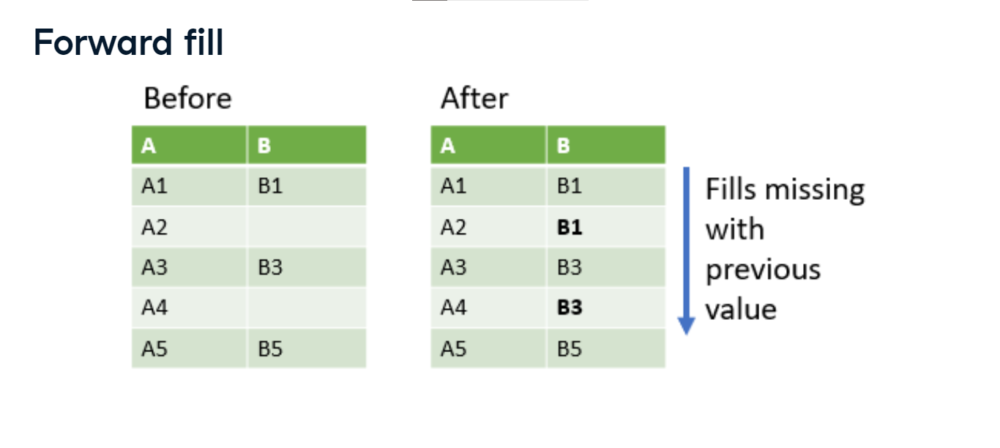 Forward fill
Before
A B
A1 B1
A2
A3 B3
A4
A5 B5
After
A B
A1 B1
A2 B1
A3 B3
A4 B3
A5 B5
Fills missing
with
previous
value